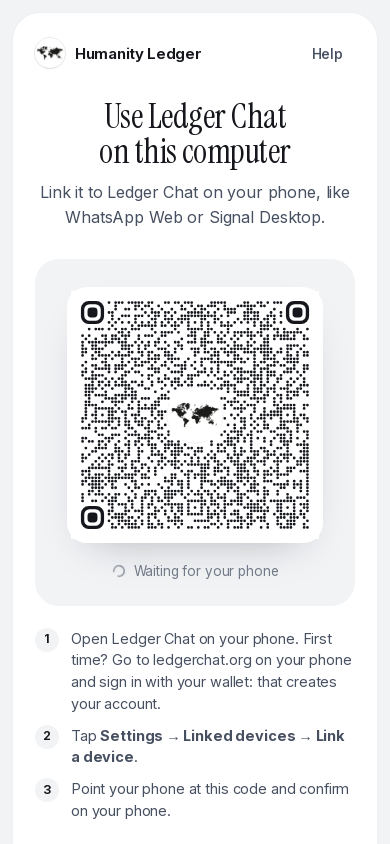 Humanity Ledger
Help
Use Ledger Chat
on this computer
Link it to Ledger Chat on your phone, like
WhatsApp Web or Signal Desktop.
Waiting for your phone
1
Open Ledger Chat on your phone. First
time? Go to ledgerchat.org on your phone
and sign in with your wallet: that creates
your account.
2
Tap Settings → Linked devices → Link
a device.
3
Point your phone at this code and confirm
on your phone.